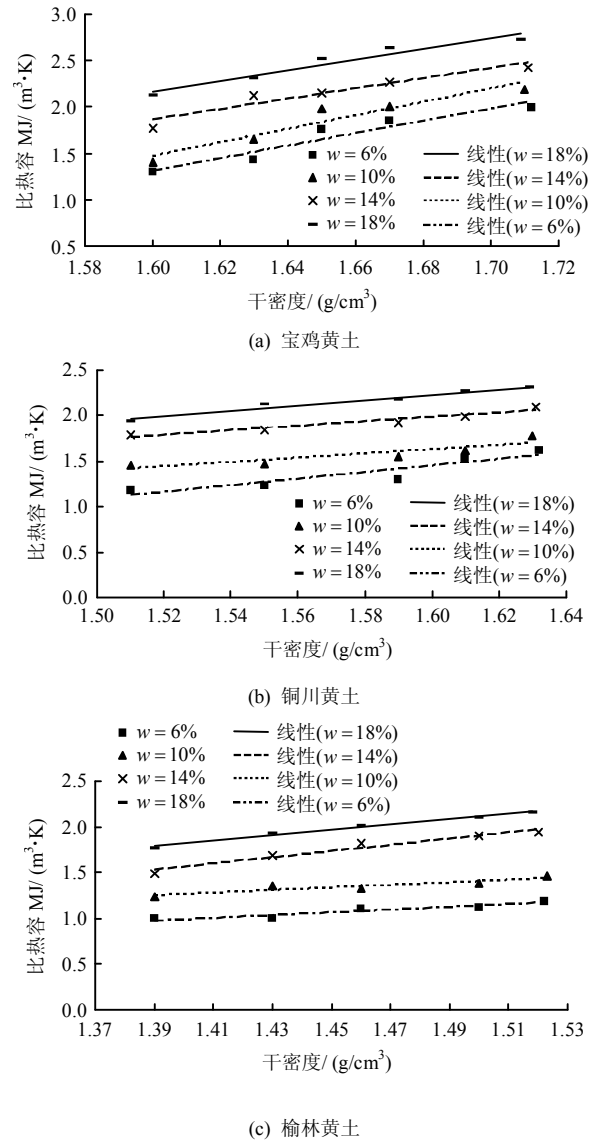 3.0
2.5
2.0
1.5
1.0
0.5
比热容 MJ/ (m³·K)
w = 6%
w = 10%
w = 14%
w = 18%
线性(w = 18%)
线性(w = 14%)
线性(w = 10%)
线性(w = 6%)
1.58 1.60 1.62 1.64 1.66 1.68 1.70 1.72
干密度/ (g/cm³)
(a) 宝鸡黄土
2.5
2.0
1.5
1.0
0.5
0.0
比热容 MJ/ (m³·K)
w = 6%
w = 10%
w = 14%
w = 18%
线性(w = 18%)
线性(w = 14%)
线性(w = 10%)
线性(w = 6%)
1.50 1.52 1.54 1.56 1.58 1.60 1.62 1.64
干密度/ (g/cm³)
(b) 铜川黄土
w = 6%
w = 10%
w = 14%
w = 18%
线性(w = 18%)
线性(w = 14%)
线性(w = 10%)
线性(w = 6%)
2.5
2.0
1.5
1.0
0.5
0.0
比热容 MJ/ (m³·K)
1.37 1.39 1.41 1.43 1.45 1.47 1.49 1.51 1.53
干密度/ (g/cm³)
(c) 榆林黄土